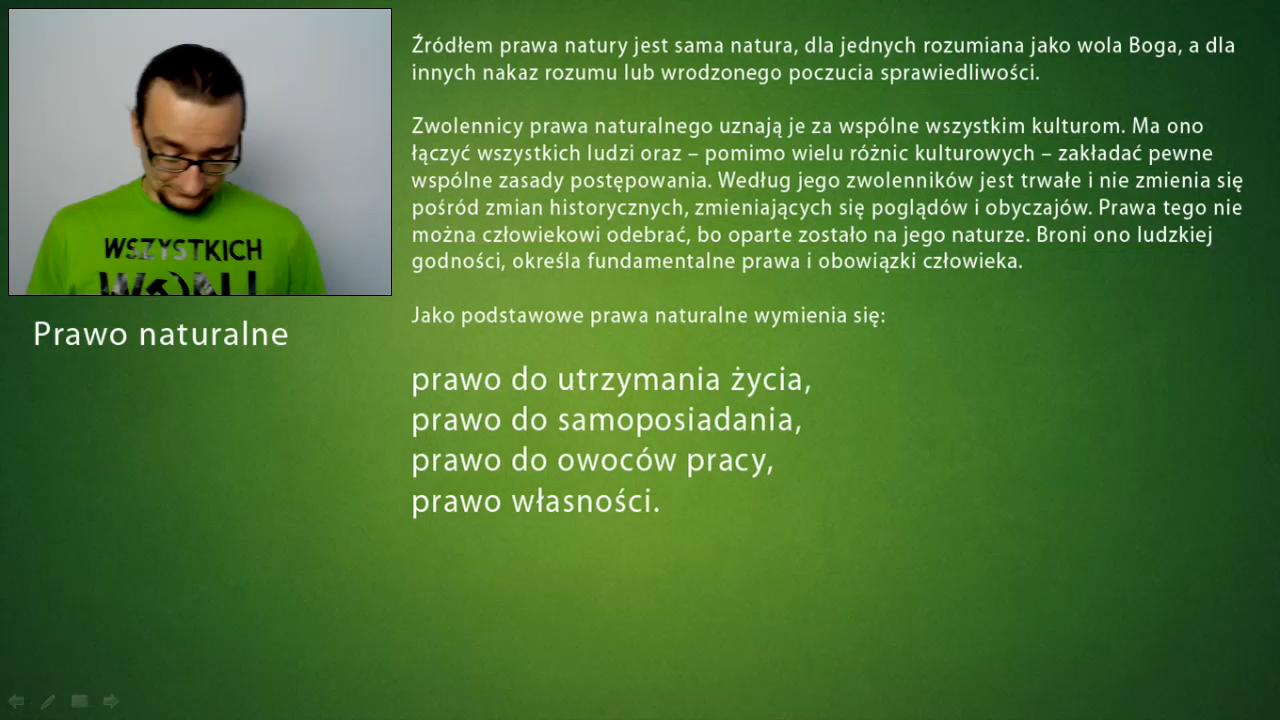 WSZYSTKICH
Prawo naturalne
Źródłem prawa natury jest sama natura, dla jednych rozumiana jako wola Boga, a dla
innych nakaz rozumu lub wrodzonego poczucia sprawiedliwości.
Zwolennicy prawa naturalnego uznają je za wspólne wszystkim kulturom. Ma ono
łączyć wszystkich ludzi oraz – pomimo wielu różnic kulturowych – zakładać pewne
wspólne zasady postępowania. Według jego zwolenników jest trwałe i nie zmienia się
pośród zmian historycznych, zmieniających się poglądów i obyczajów. Prawa tego nie
można człowiekowi odebrać, bo oparte zostało na jego naturze. Broni ono ludzkiej
godności, określa fundamentalne prawa i obowiązki człowieka.
Jako podstawowe prawa naturalne wymienia się:
prawo do utrzymania życia,
prawo do samoposiadania,
prawo do owoców pracy,
prawo własności.